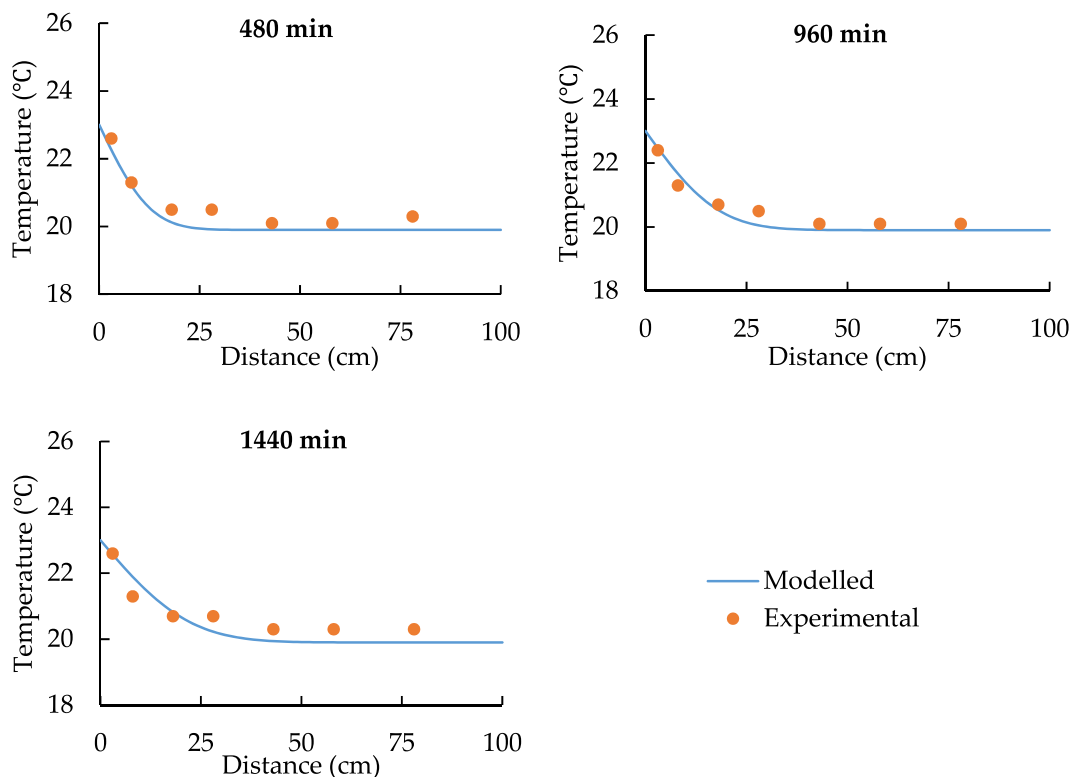 480 min
26
24
22
20
18
Temperature (°C)
0 25 50 75 100
Distance (cm)
960 min
26
24
22
20
18
Temperature (°C)
0 25 50 75 100
Distance (cm)
1440 min
26
24
22
20
18
Temperature (°C)
0 25 50 75 100
Distance (cm)
Modelled
Experimental